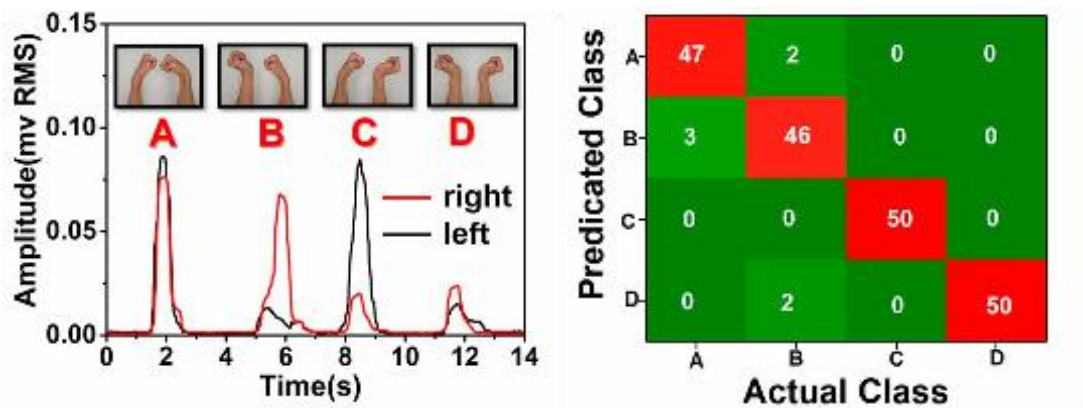 Amplitude(mv RMS)
0.15
0.10
0.05
0.00
A B C D
right
left
0 2 4 6 8 10 12 14
Time(s)
Predicated Class
A 47 2 0 0
B 3 46 0 0
C 0 0 50 0
D 0 2 0 50
A B C D
Actual Class